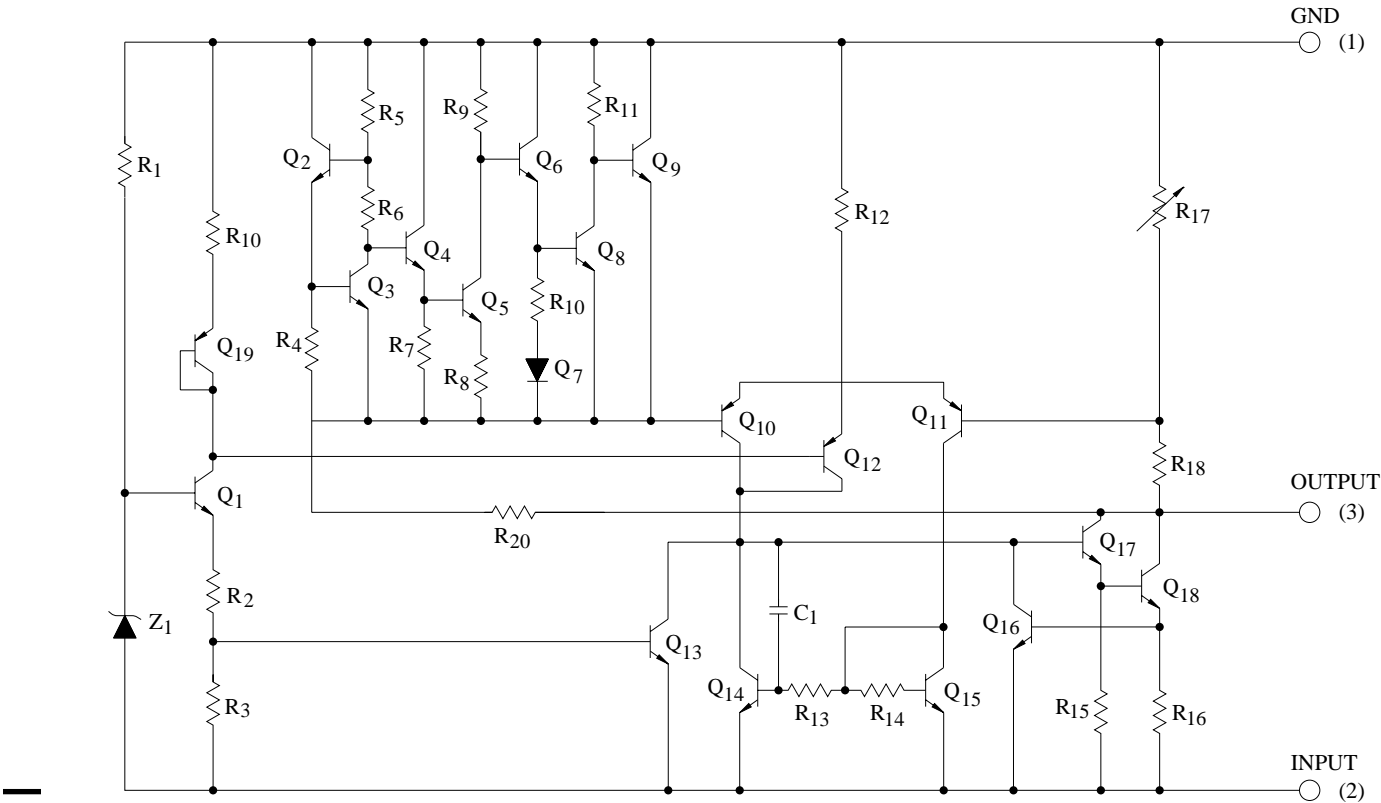 GND
(1)
R5
R9
R11
Q2
Q6
Q9
R1
R6
R12
R17
R10
Q4
Q8
Q3
Q5
R10
Q19
R4
R7
R8
Q7
Q10
Q11
Q12
R18
OUTPUT
(3)
Q1
R20
Q17
R2
Q18
Z1
C1
Q16
Q13
Q14
Q15
R3
R13
R14
R15
R16
INPUT
(2)